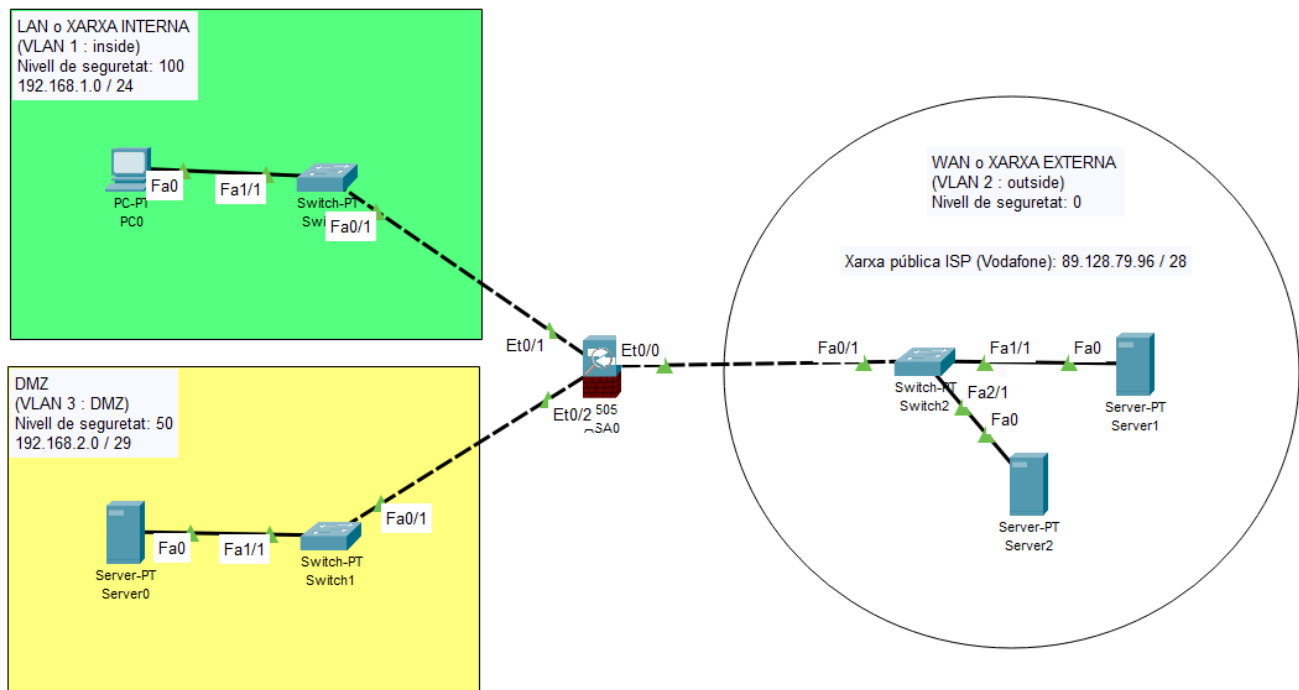 LAN o XARXA INTERNA
(VLAN 1 : inside)
Nivell de seguretat: 100
192.168.1.0 / 24
Fa0
Fa1/1
PC-PT
PC0
Switch-PT
Fa0/1
Et0/1
Et0/0
Et0/2
505
DMZ
(VLAN 3 : DMZ)
Nivell de seguretat: 50
192.168.2.0 / 29
Fa0/1
Fa0
Fa1/1
Server-PT
Server0
Switch-PT
Switch1
WAN o XARXA EXTERNA
(VLAN 2 : outside)
Nivell de seguretat: 0
Xarxa pública ISP (Vodafone): 89.128.79.96 / 28
Fa0/1
Fa1/1
Fa0
Switch-PT
Switch2
Fa2/1
Fa0
Server-PT
Server1
Server-PT
Server2